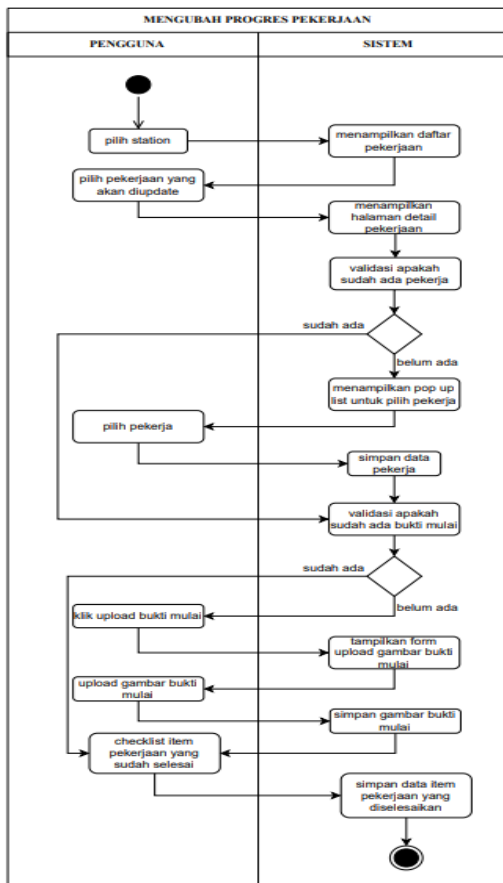 MENGUBAH PROGRES PEKERJAAN
PENGGUNA
SISTEM
pilih station
menampilkan daftar
pekerjaan
pilih pekerjaan yang
akan diupdate
menampilkan
halaman detail
pekerjaan
validasi apakah
sudah ada pekerja
sudah ada
belum ada
menampilkan pop up
list untuk pilih pekerja
pilih pekerja
simpan data
pekerja
validasi apakah
sudah ada bukti mulai
sudah ada
belum ada
klik upload bukti mulai
tampilkan form
upload gambar bukti
mulai
upload gambar bukti
mulai
simpan gambar bukti
mulai
checklist item
pekerjaan yang
sudah selesai
simpan data item
pekerjaan yang
diselesaikan